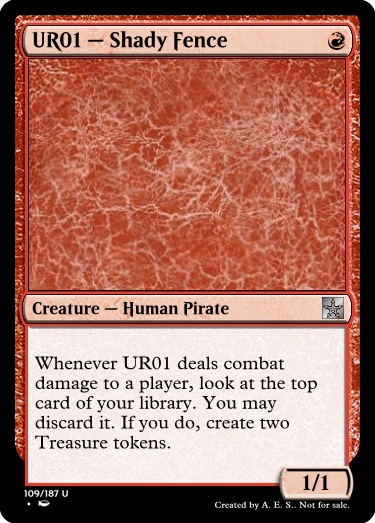 UR01 — Shady Fence
Creature — Human Pirate
Whenever UR01 deals combat
damage to a player, look at the top
card of your library. You may
discard it. If you do, create two
Treasure tokens.
1/1
109/187 U
Created by A. E. S.. Not for sale.